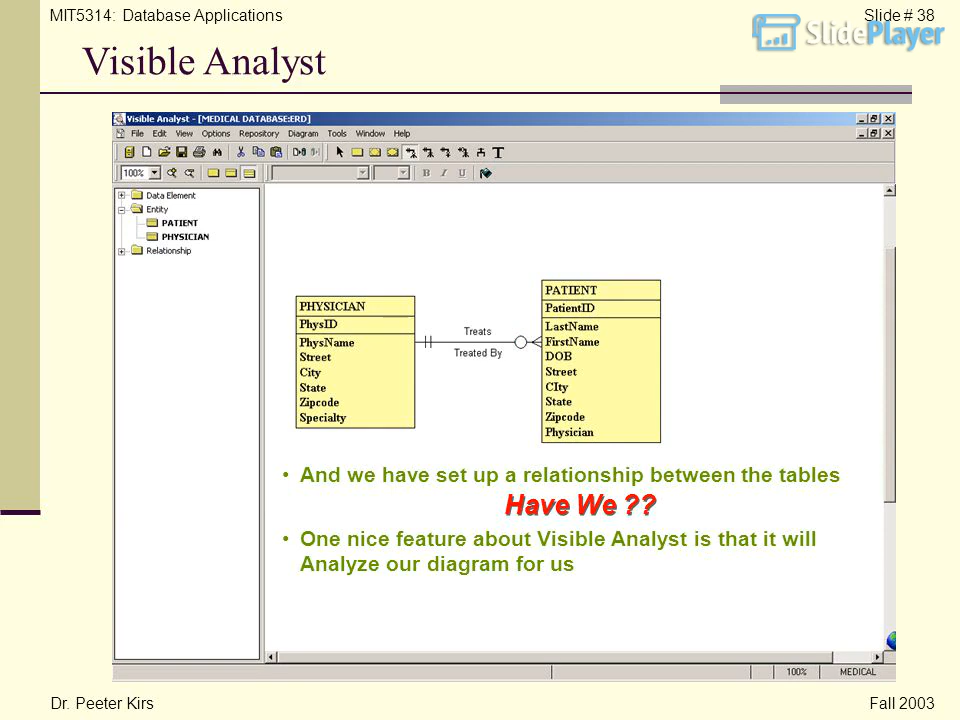 MIT5314: Database Applications
Slide # 38
SlidePlayer
Visible Analyst
Visible Analyst - [MEDICAL DATABASE:ERD]
File Edit View Options Repository Diagram Tools Window Help
100% B I U
Data Element
Entity
PATIENT
PHYSICIAN
Relationship
PHYSICIAN
PhysID
PhysName
Street
City
State
Zipcode
Specialty
Treats
Treated By
PATIENT
PatientID
LastName
FirstName
DOB
Street
CIty
State
Zipcode
Physician
• And we have set up a relationship between the tables
Have We ??
• One nice feature about Visible Analyst is that it will
Analyze our diagram for us
100% MEDICAL
Dr. Peeter Kirs
Fall 2003